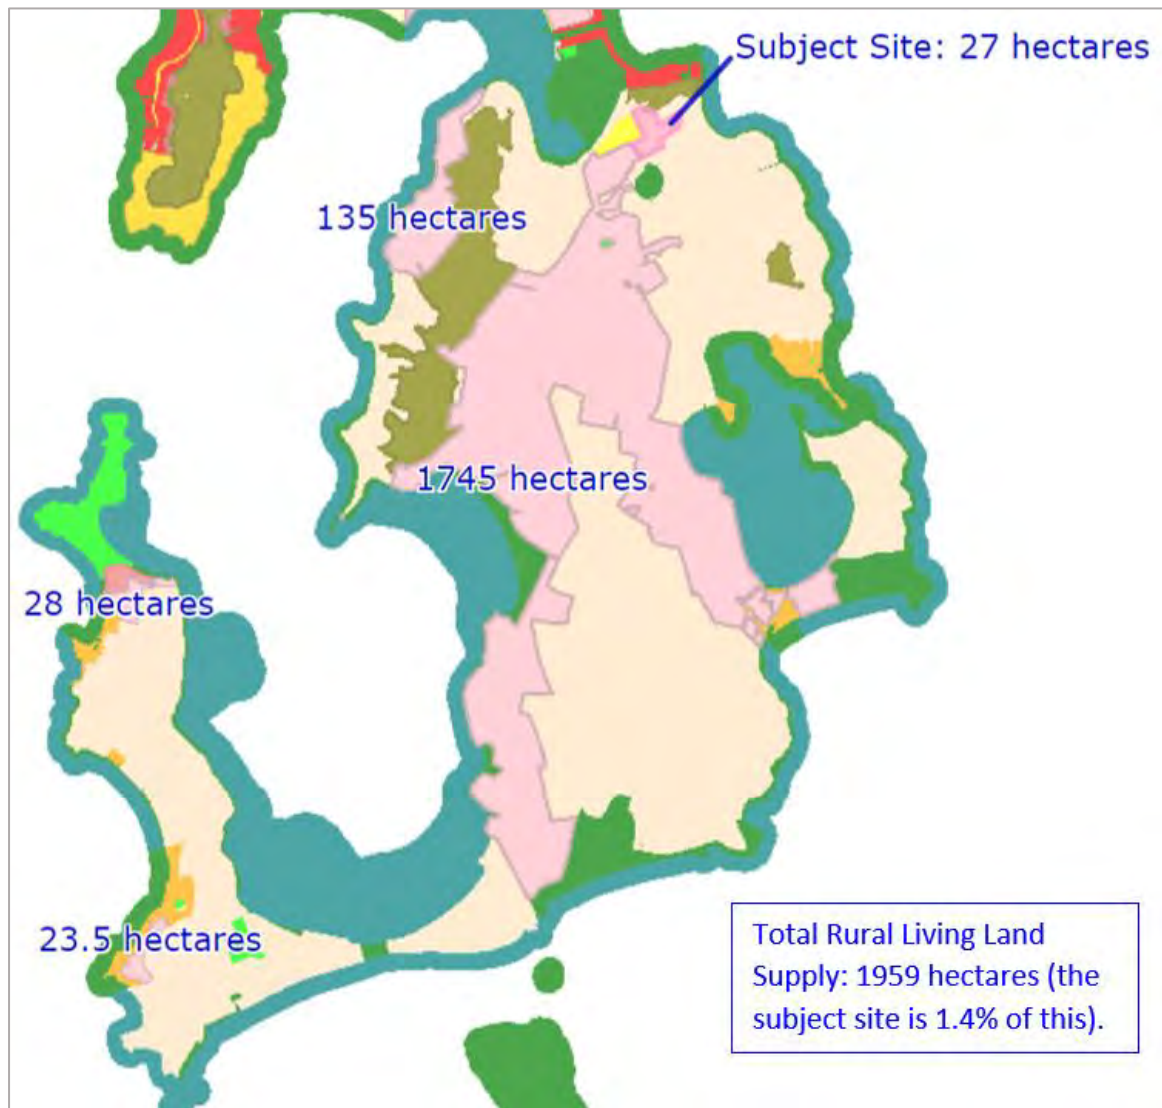 Subject Site: 27 hectares
135 hectares
1745 hectares
28 hectares
23.5 hectares
Total Rural Living Land
Supply: 1959 hectares (the
subject site is 1.4% of this).